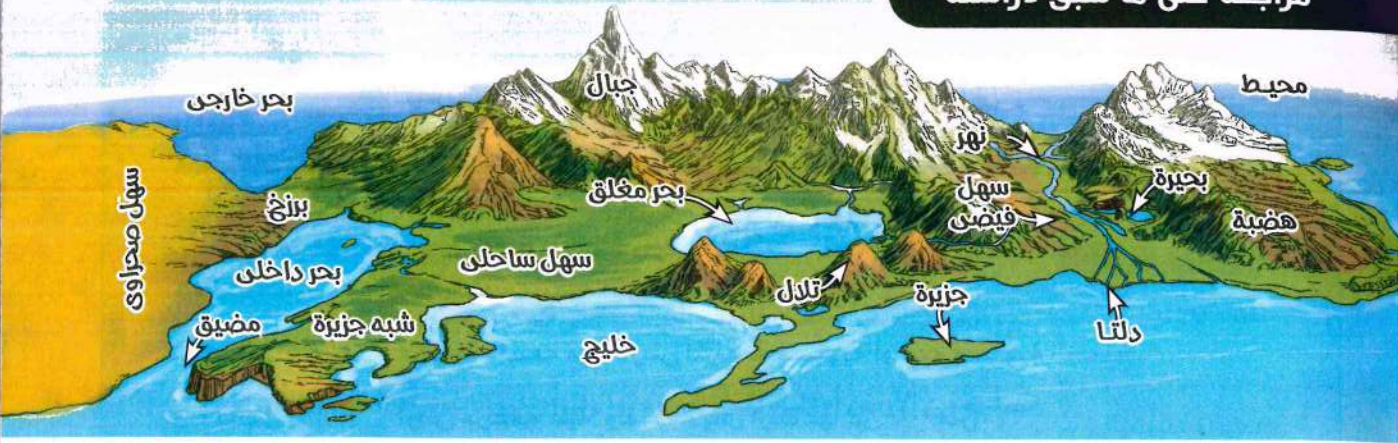 محيط
جبال
بحر خارجى
نهر
بحيرة
بحر مغلق
سهل
فيضى
هضبة
سهل صحراوى
برزخ
سهل ساحلى
بحر داخلى
تلال
جزيرة
دلتا
مضيق
شبه جزيرة
خليج